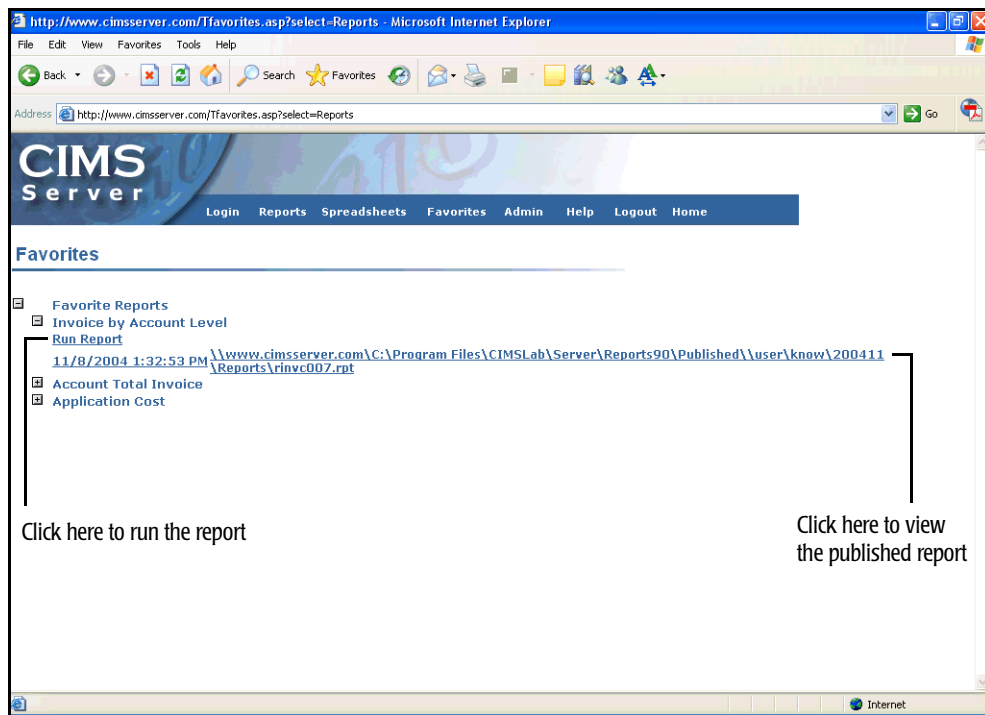 http://www.cimsserver.com/Tfavorites.asp?select=Reports - Microsoft Internet Explorer
File Edit View Favorites Tools Help
Back Search Favorites
Address http://www.cimsserver.com/Tfavorites.asp?select=Reports Go
CIMS
Server
Login Reports Spreadsheets Favorites Admin Help Logout Home
Favorites
Favorite Reports
Invoice by Account Level
Run Report
11/8/2004 1:32:53 PM \\www.cimsserver.com\C:\Program Files\CIMSLab\Server\Reports90\Published\\user\know\200411
\Reports\rinvc007.rpt
Account Total Invoice
Application Cost
Click here to run the report
Click here to view
the published report
Internet